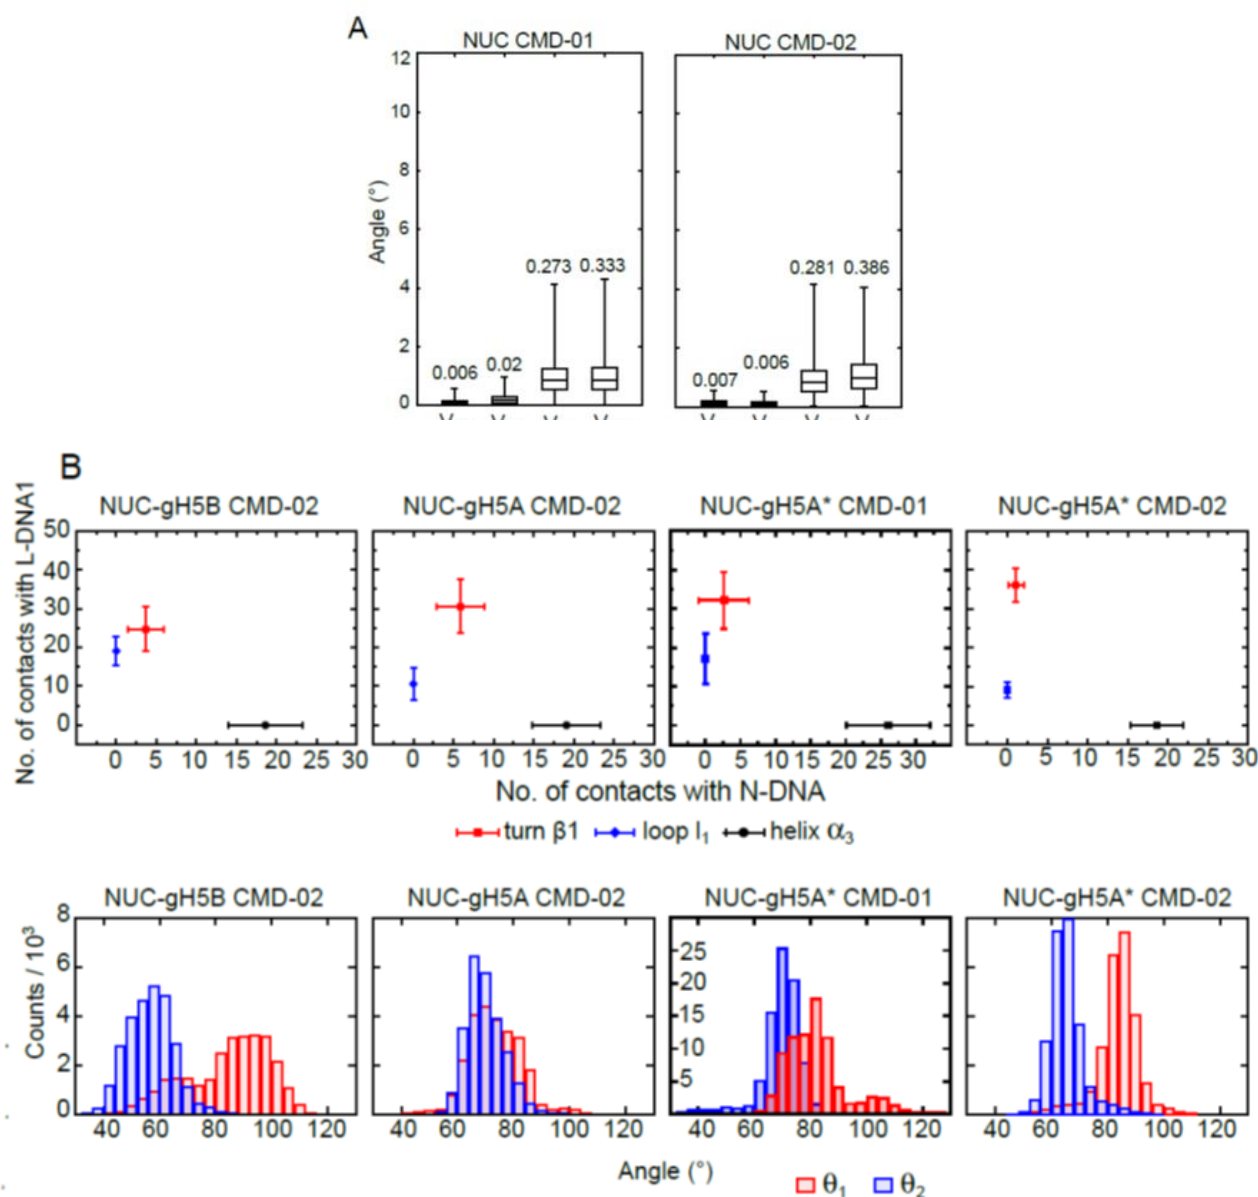 A
NUC CMD-01 NUC CMD-02
12
10
8
6
4
2
0
Angle (°)
0.006 0.02 0.273 0.333
0.007 0.006 0.281 0.386
B
NUC-gH5B CMD-02 NUC-gH5A CMD-02 NUC-gH5A* CMD-01 NUC-gH5A* CMD-02
No. of contacts with L-DNA1
50
40
30
20
10
0
0 5 10 15 20 25 30 0 5 10 15 20 25 30 0 5 10 15 20 25 30 0 5 10 15 20 25 30
No. of contacts with N-DNA
turn β1 loop l₁ helix α₃
NUC-gH5B CMD-02 NUC-gH5A CMD-02 NUC-gH5A* CMD-01 NUC-gH5A* CMD-02
Counts / 10³
8
6
4
2
0
25
20
15
10
5
40 60 80 100 120 40 60 80 100 120 40 60 80 100 120 40 60 80 100 120
Angle (°)
θ₁ θ₂